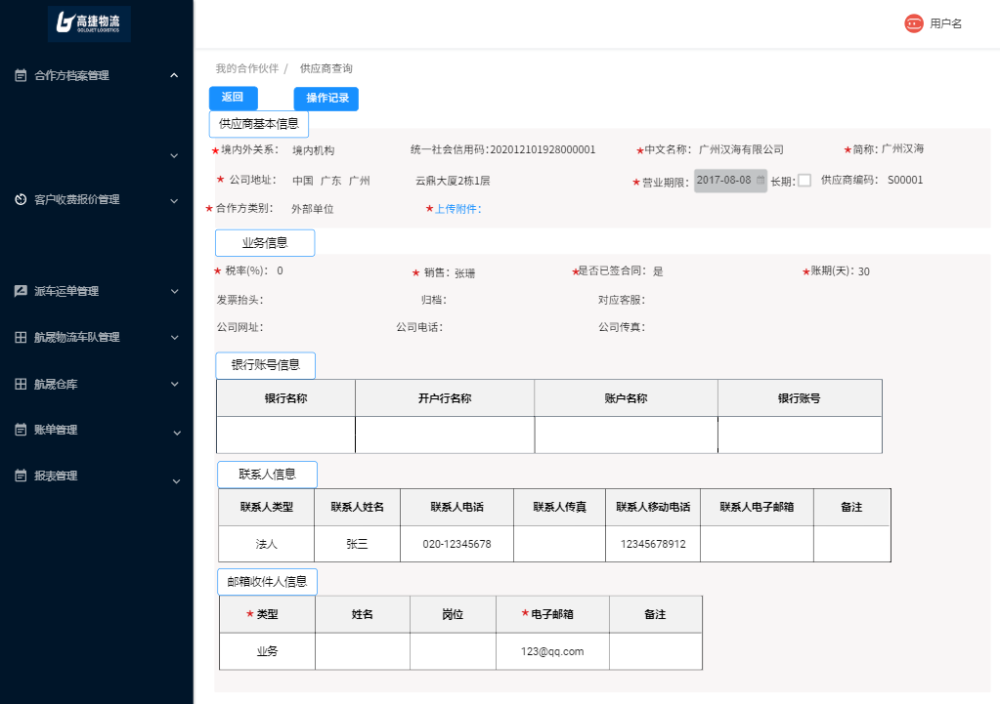 高捷物流
GOLDJET LOGISTICS
用户名
合作方档案管理
客户收费报价管理
派车运单管理
航晟物流车队管理
航晟仓库
账单管理
报表管理
我的合作伙伴 / 供应商查询
返回 操作记录
供应商基本信息
★境内外关系: 境内机构 统一社会信用码:202012101928000001 ★中文名称: 广州汉海有限公司 ★简称: 广州汉海
★ 公司地址: 中国 广东 广州 云鼎大厦2栋1层 ★营业期限: 2017-08-08 长期: 供应商编码: S00001
★合作方类别: 外部单位 ★上传附件:
业务信息
★ 税率(%): 0 ★ 销售: 张珊 ★是否已签合同: 是 ★账期(天): 30
发票抬头: 归档: 对应客服:
公司网址: 公司电话: 公司传真:
银行账号信息
银行名称 开户行名称 账户名称 银行账号
联系人信息
联系人类型 联系人姓名 联系人电话 联系人传真 联系人移动电话 联系人电子邮箱 备注
法人 张三 020-12345678 12345678912
邮箱收件人信息
★ 类型 姓名 岗位 ★ 电子邮箱 备注
业务 123@qq.com